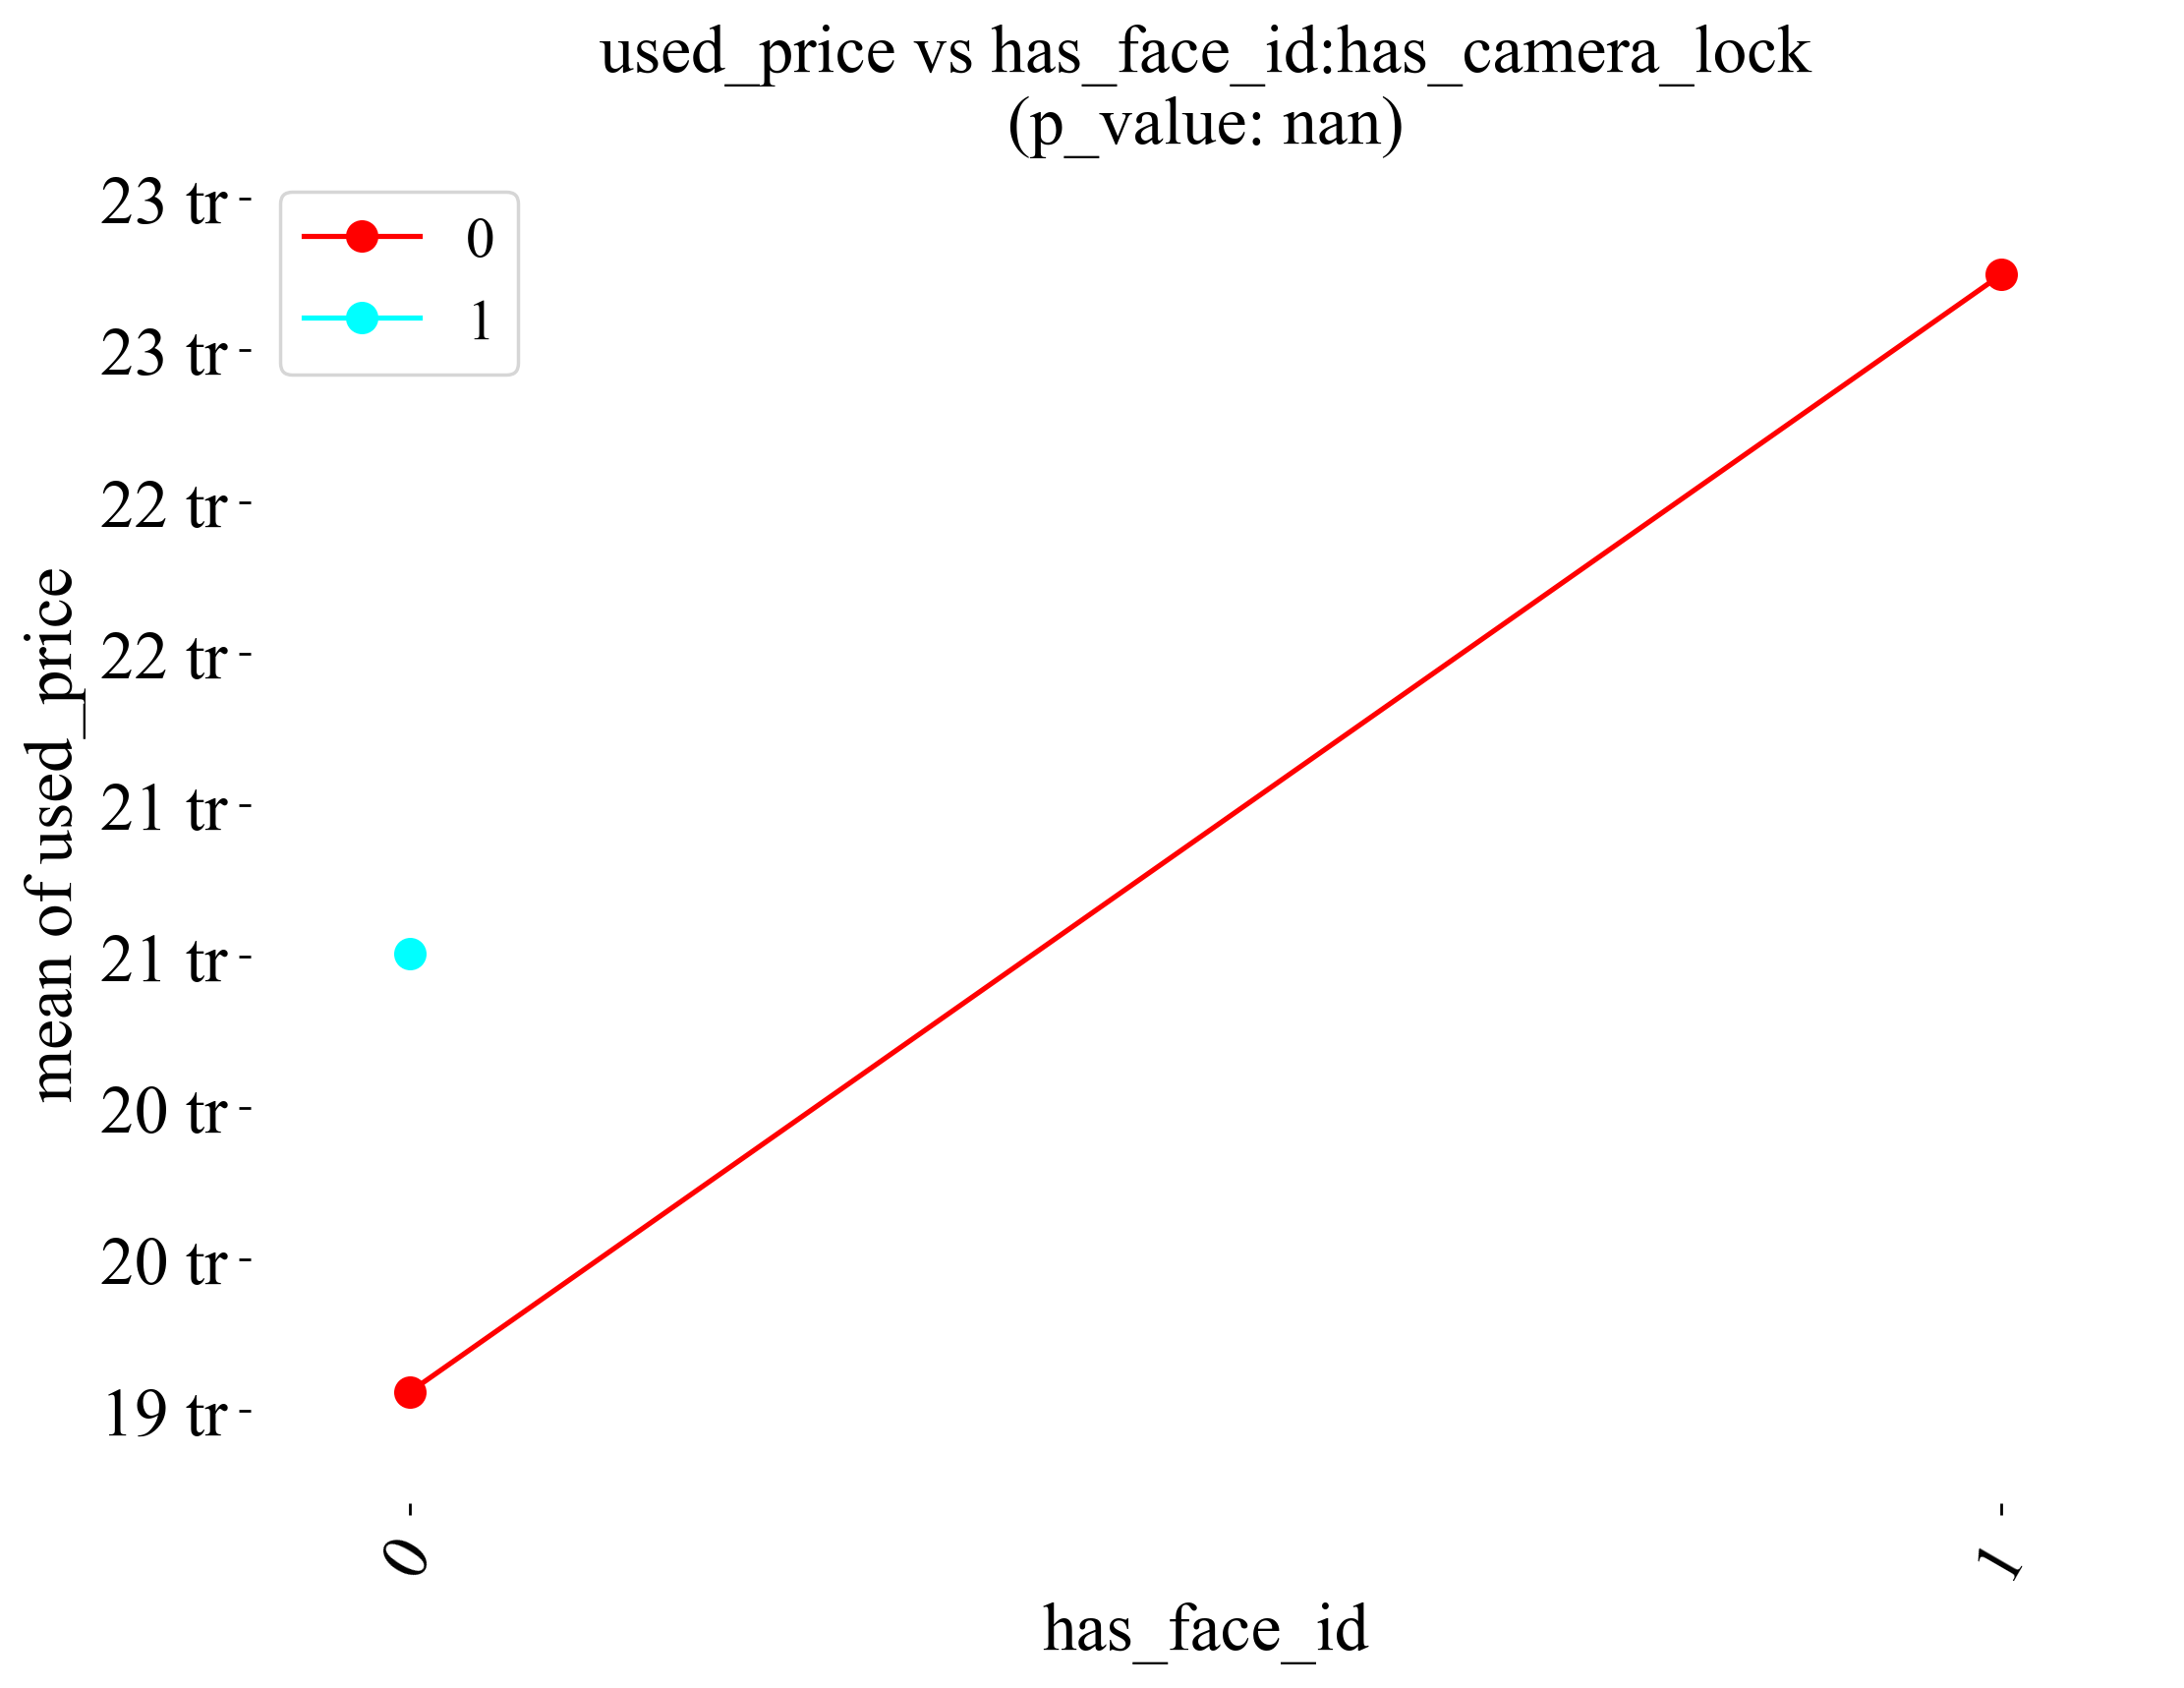 used_price vs has_face_id:has_camera_lock
(p_value: nan)
0
1
23 tr
23 tr
22 tr
22 tr
21 tr
21 tr
20 tr
20 tr
19 tr
mean of used_price
0
1
has_face_id